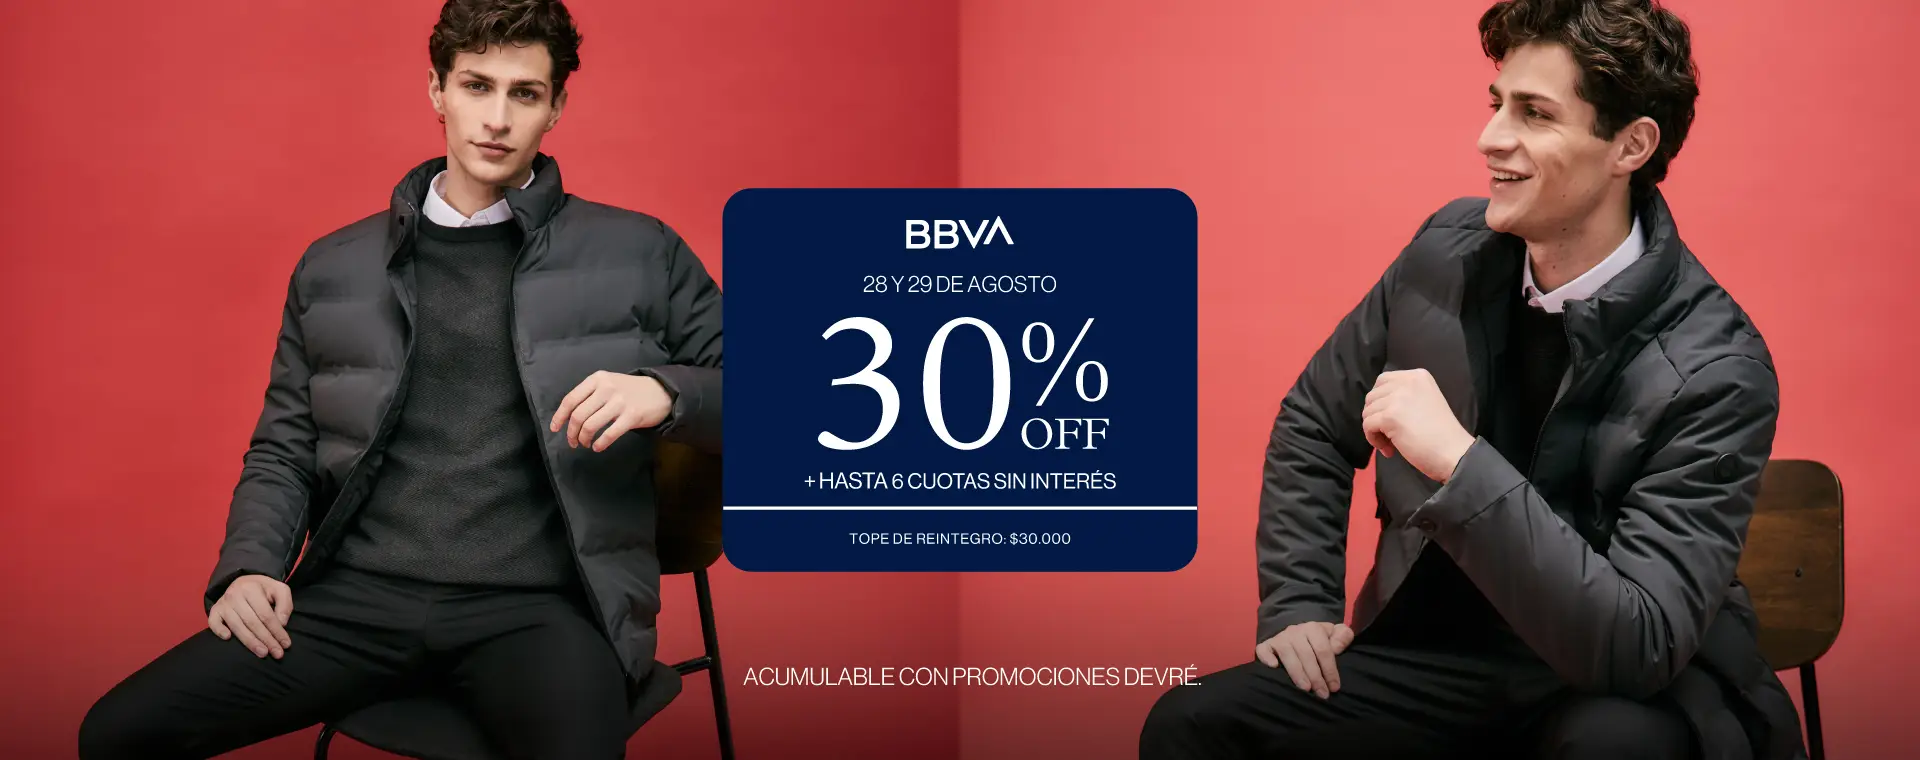 BBVA
28 Y 29 DE AGOSTO
30% OFF
+ HASTA 6 CUOTAS SIN INTERÉS
TOPE DE REINTEGRO: $30.000
ACUMULABLE CON PROMOCIONES DEVRÉ.